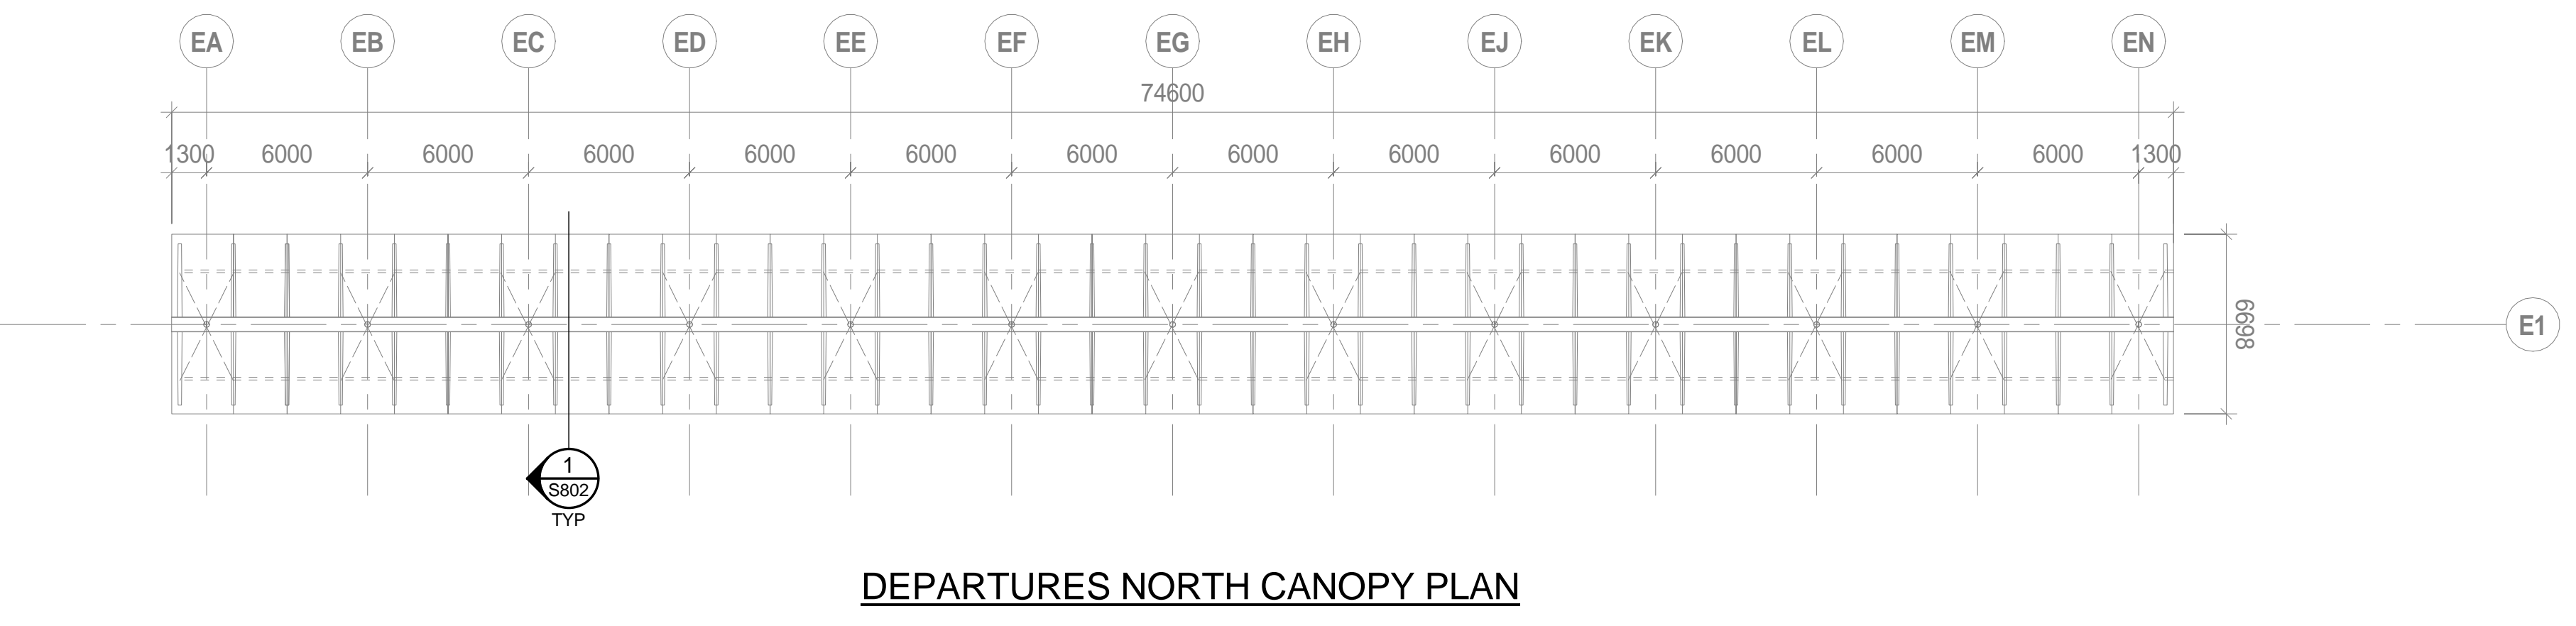 EA EB EC ED EE EF EG EH EJ EK EL EM EN
74600
1300 6000 6000 6000 6000 6000 6000 6000 6000 6000 6000 6000 6000 1300
6698
E1
1
S802
TYP
DEPARTURES NORTH CANOPY PLAN